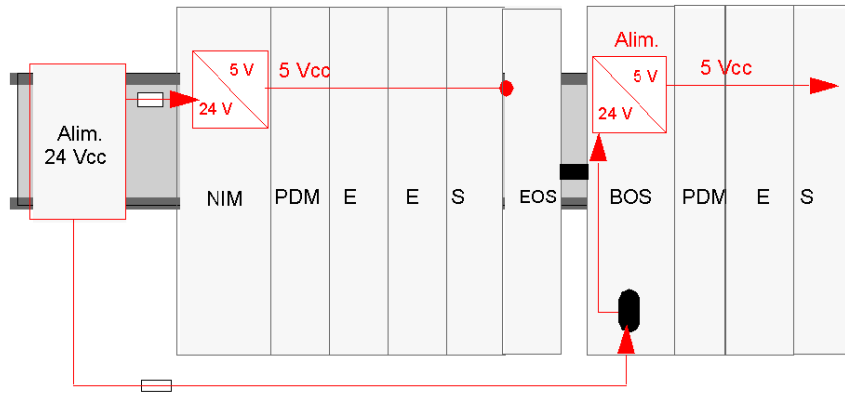 Alim.
24 Vcc
5 V
24 V
5 Vcc
Alim.
5 V
24 V
5 Vcc
NIM
PDM
E
E
S
EOS
BOS
PDM
E
S